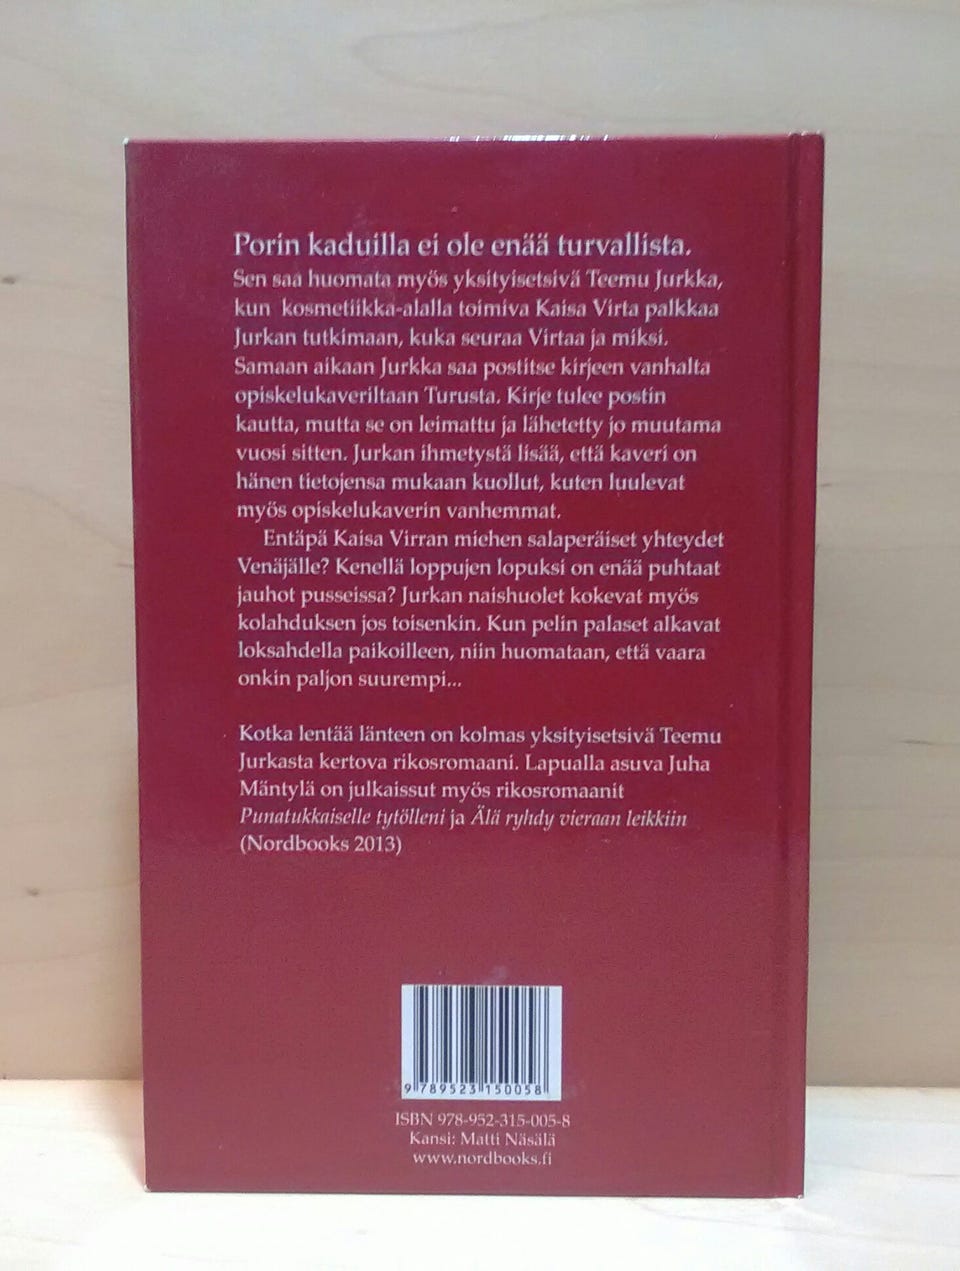 Porin kaduilla ei ole enää turvallista.
Sen saa huomata myös yksityisetsivä Teemu Jurkka,
kun kosmetiikka-alalla toimiva Kaisa Virta palkkaa
Jurkan tutkimaan, kuka seuraa Virtaa ja miksi.
Samaan aikaan Jurkka saa postitse kirjeen vanhalta
opiskelukaveriltaan Turusta. Kirje tulee postin
kautta, mutta se on leimattu ja lähetetty jo muutama
vuosi sitten. Jurkan ihmetystä lisää, että kaveri on
hänen tietojensa mukaan kuollut, kuten luulevat
myös opiskelukaverin vanhemmat.
Entäpä Kaisa Virran miehen salaperäiset yhteydet
Venäjälle? Kenellä loppujen lopuksi on enää puhtaat
jauhot pusseissa? Jurkan naishuolet kokevat myös
kolahduksen jos toisenkin. Kun pelin palaset alkavat
loksahdella paikoilleen, niin huomataan, että vaara
onkin paljon suurempi...
Kotka lentää länteen on kolmas yksityisetsivä Teemu
Jurkasta kertova rikosromaani. Lapualla asuva Juha
Mäntylä on julkaissut myös rikosromaanit
Punatukkaiselle tytölleni ja Älä ryhdy vieraan leikkiin
(Nordbooks 2013)
9 789523 150058
ISBN 978-952-315-005-8
Kansi: Matti Näsälä
www.nordbooks.fi